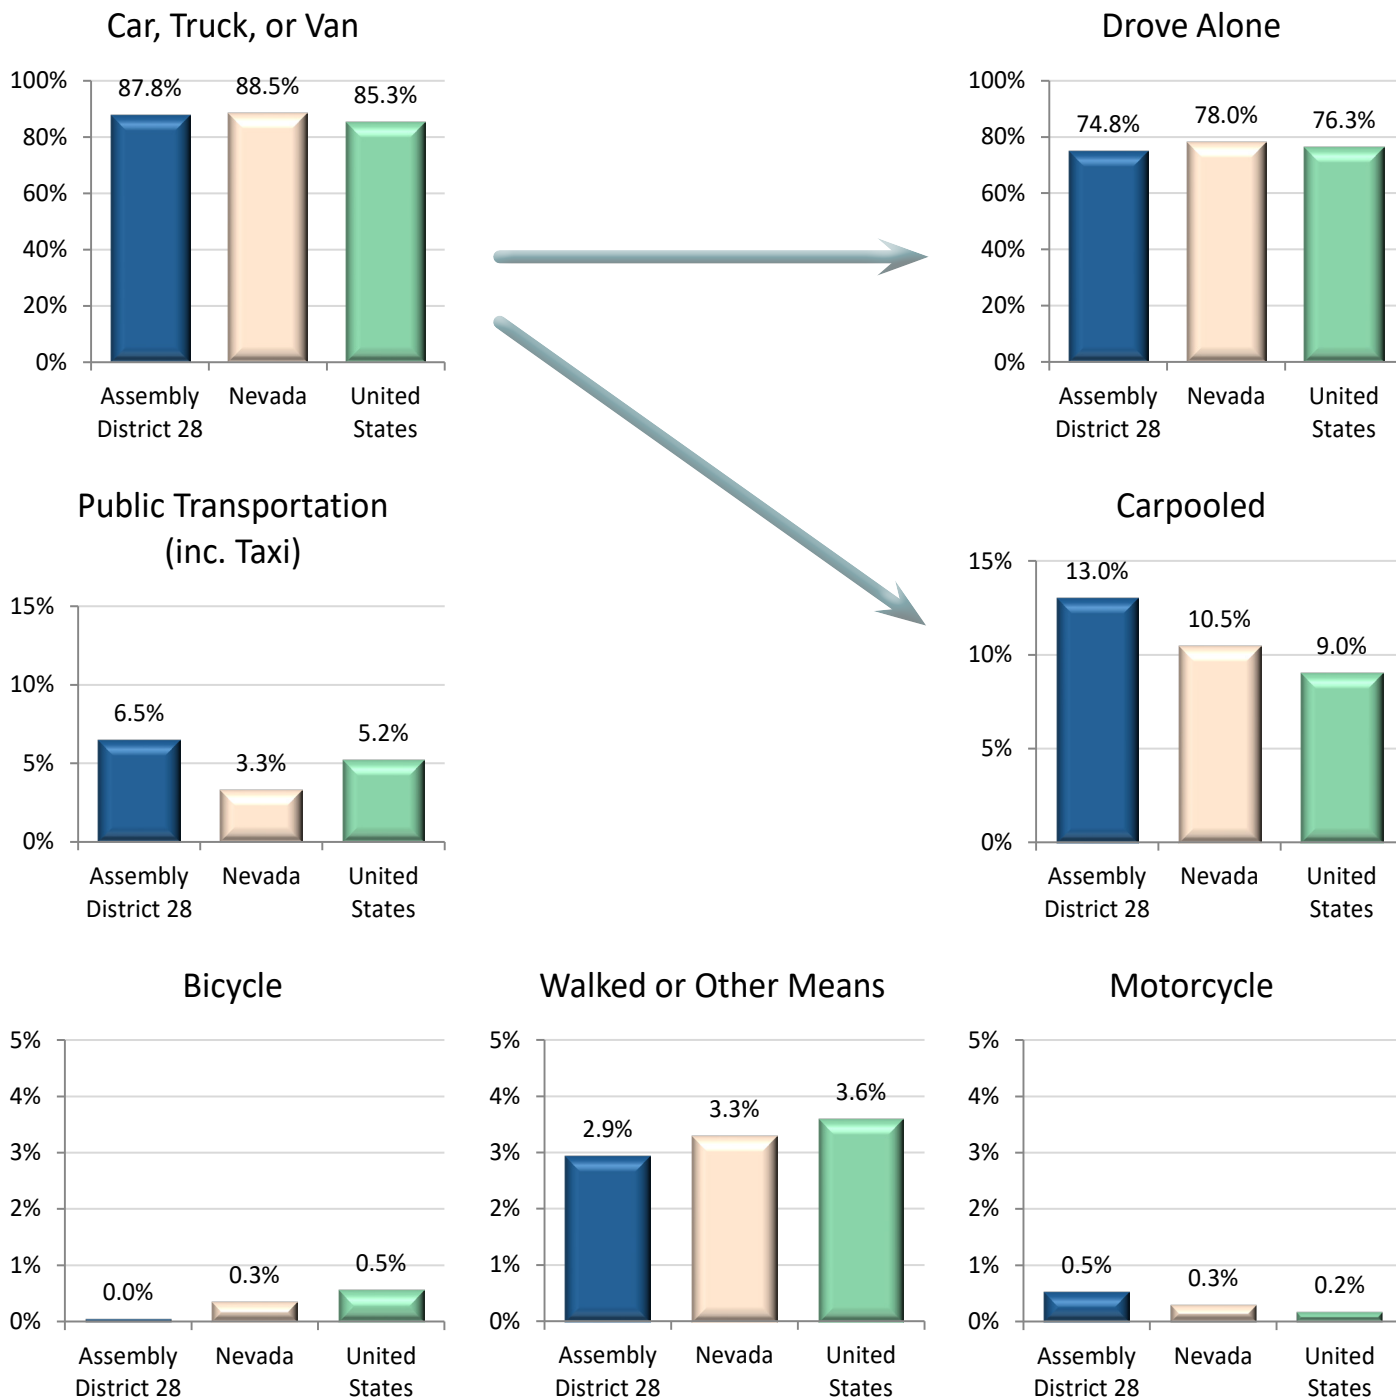 Car, Truck, or Van
100%
80%
60%
40%
20%
0%
87.8%
88.5%
85.3%
Assembly
District 28
Nevada
United
States
Drove Alone
100%
80%
60%
40%
20%
0%
74.8%
78.0%
76.3%
Assembly
District 28
Nevada
United
States
Public Transportation
(inc. Taxi)
15%
10%
5%
0%
6.5%
3.3%
5.2%
Assembly
District 28
Nevada
United
States
Carpooled
15%
10%
5%
0%
13.0%
10.5%
9.0%
Assembly
District 28
Nevada
United
States
Bicycle
5%
4%
3%
2%
1%
0%
0.0%
0.3%
0.5%
Assembly
District 28
Nevada
United
States
Walked or Other Means
5%
4%
3%
2%
1%
0%
2.9%
3.3%
3.6%
Assembly
District 28
Nevada
United
States
Motorcycle
5%
4%
3%
2%
1%
0%
0.5%
0.3%
0.2%
Assembly
District 28
Nevada
United
States